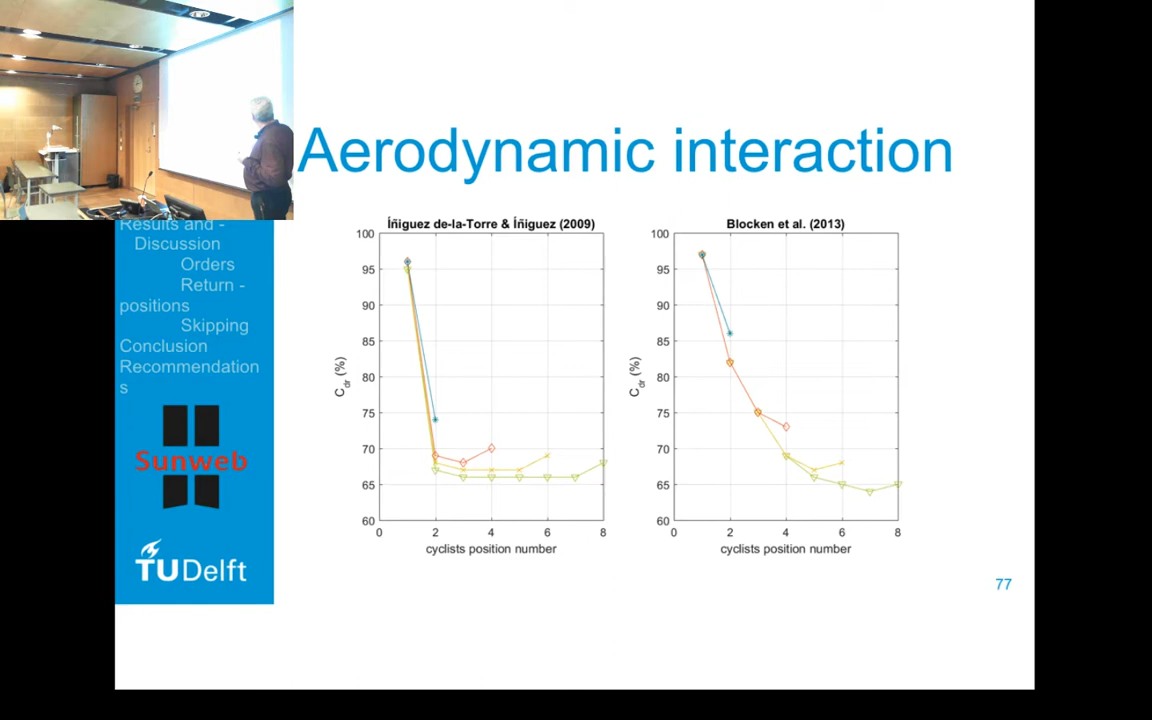 Aerodynamic interaction
Results and -
Discussion
Orders
Return -
positions
Skipping
Conclusion
Recommendation
s
Sunweb
TUDelft
Íñiguez de-la-Torre & Íñiguez (2009)
100
95
90
85
80
75
70
65
60
C_dr (%)
0 2 4 6 8
cyclists position number
Blocken et al. (2013)
100
95
90
85
80
75
70
65
60
C_dr (%)
0 2 4 6 8
cyclists position number
77